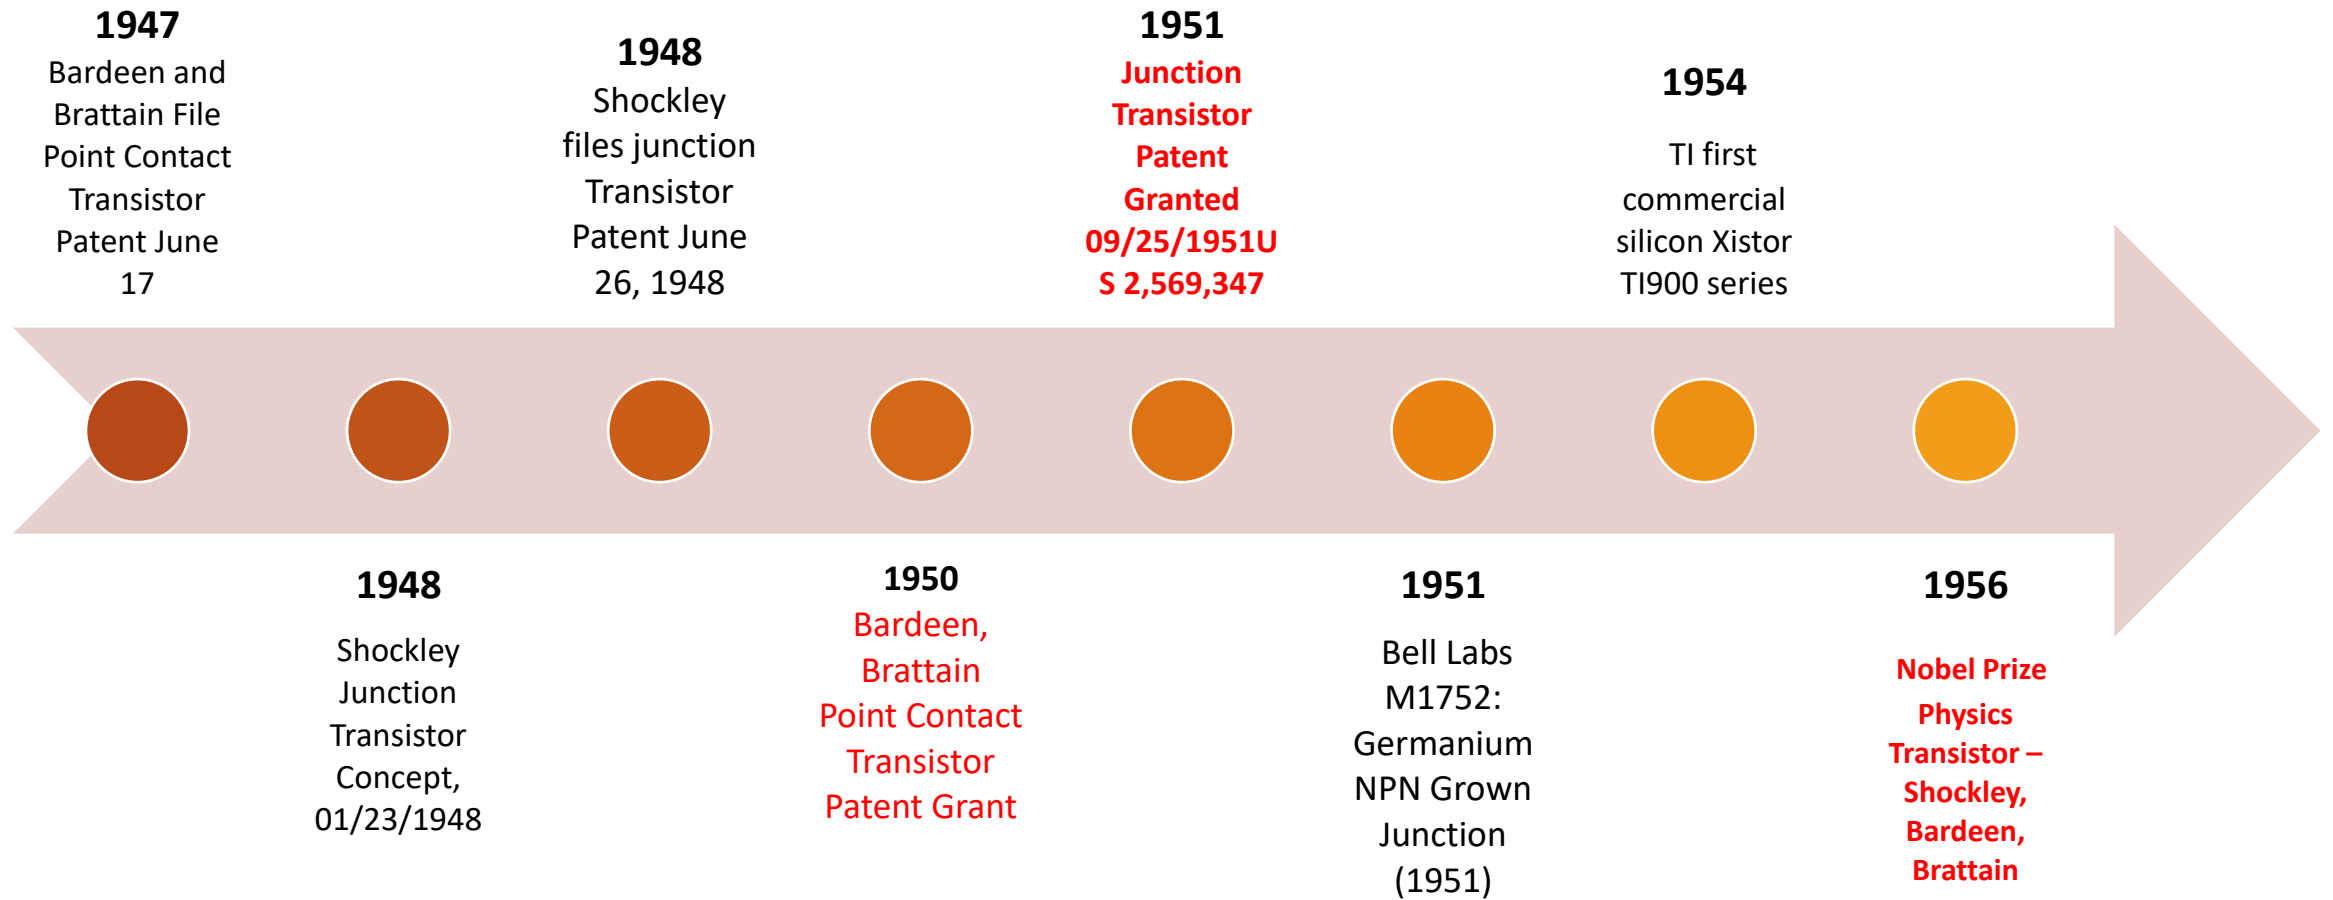 1947
Bardeen and
Brattain File
Point Contact
Transistor
Patent June
17
1948
Shockley
Junction
Transistor
Concept,
01/23/1948
1948
Shockley
files junction
Transistor
Patent June
26, 1948
1950
Bardeen,
Brattain
Point Contact
Transistor
Patent Grant
1951
Junction
Transistor
Patent
Granted
09/25/1951U
S 2,569,347
1951
Bell Labs
M1752:
Germanium
NPN Grown
Junction
(1951)
1954
TI first
commercial
silicon Xistor
TI900 series
1956
Nobel Prize
Physics
Transistor –
Shockley,
Bardeen,
Brattain